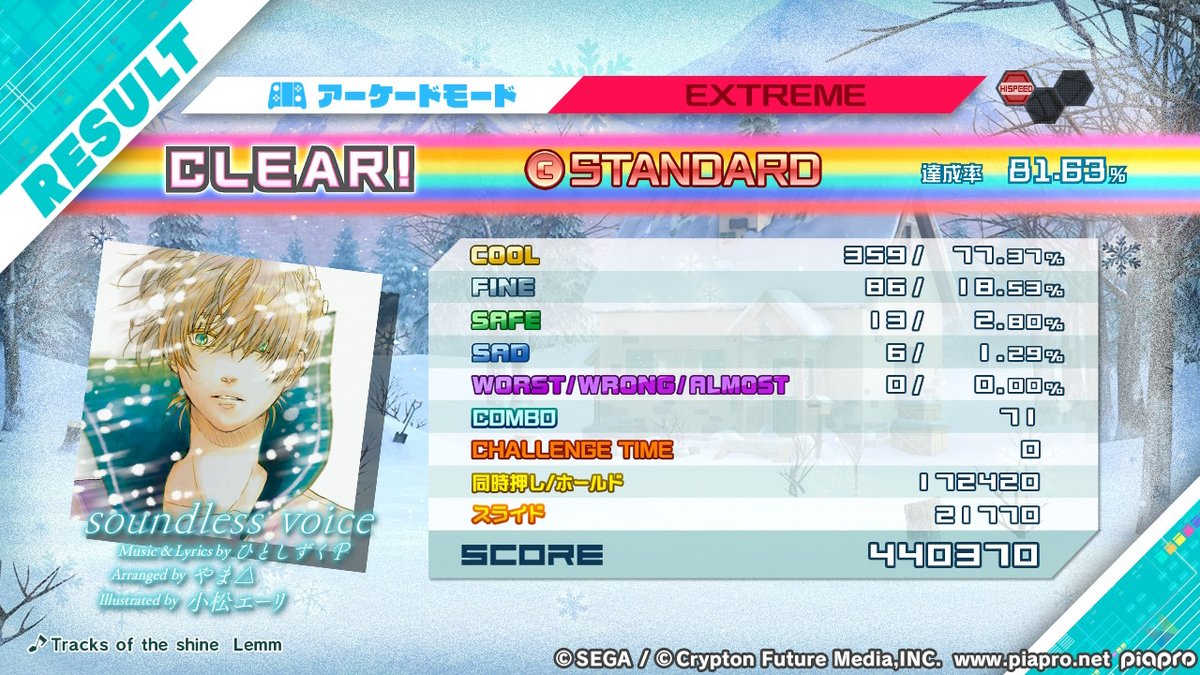 RESULT
アーケードモード EXTREME HISPEED
CLEAR! C STANDARD 達成率 81.63%
COOL 359/ 77.37%
FINE 86/ 18.53%
SAFE 13/ 2.80%
SAD 6/ 1.29%
WORST/WRONG/ALMOST 0/ 0.00%
COMBO 71
CHALLENGE TIME 0
同時押し/ホールド 172420
スライド 21770
SCORE 440370
soundless voice
Music & Lyrics by ひとしずくP
Arranged by やま△
Illustrated by 小松エーリ
♪Tracks of the shine Lemm
©SEGA / ©Crypton Future Media,INC. www.piapro.net piapro